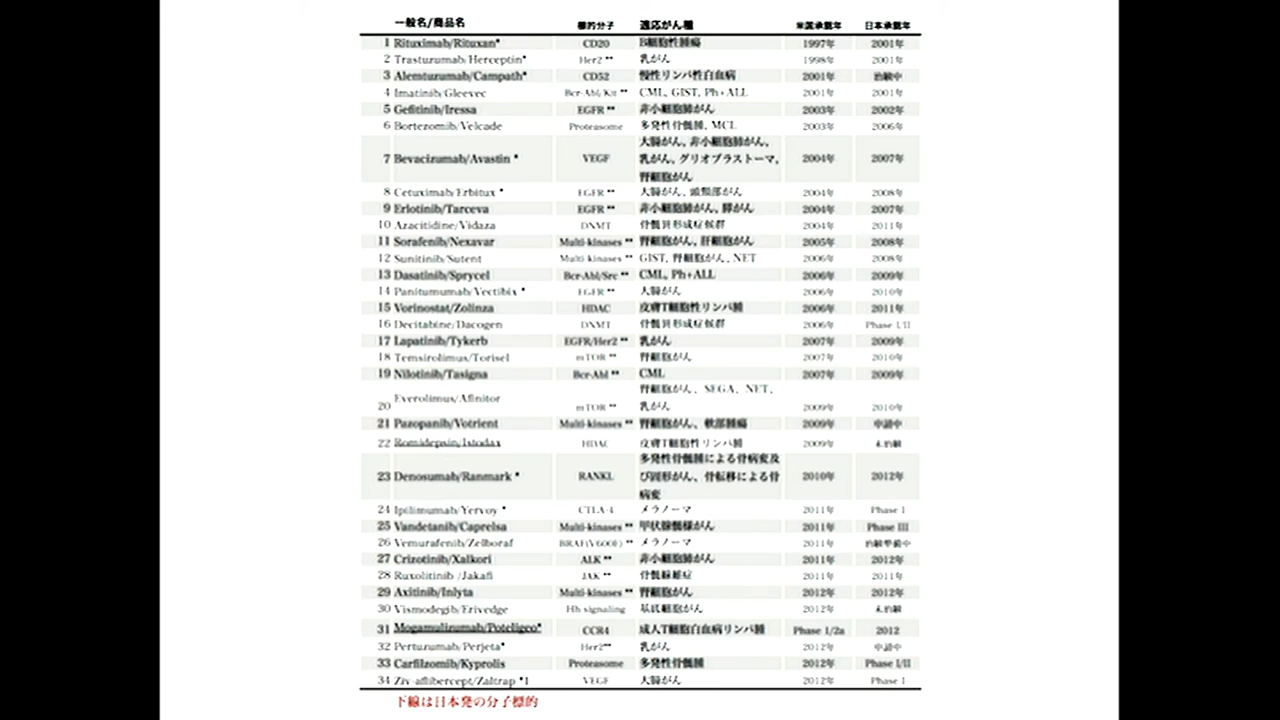 一般名/商品名 標的分子 適応がん種 米国承認年 日本承認年
1 Rituximab/Rituxan* CD20 B細胞性腫瘍 1997年 2001年
2 Trastuzumab/Herceptin* Her2 ** 乳がん 1998年 2001年
3 Alemtuzumab/Campath* CD52 慢性リンパ性白血病 2001年 治験中
4 Imatinib/Gleevec Bcr-Abl/Kit ** CML, GIST, Ph+ALL 2001年 2001年
5 Gefitinib/Iressa EGFR ** 非小細胞肺がん 2003年 2002年
6 Bortezomib/Velcade Proteasome 多発性骨髄腫, MCL 2003年 2006年
大腸がん, 非小細胞肺がん,
7 Bevacizumab/Avastin * VEGF 乳がん, グリオブラストーマ, 2004年 2007年
腎細胞がん
8 Cetuximab/Erbitux * EGFR ** 大腸がん, 頭頸部がん 2004年 2008年
9 Erlotinib/Tarceva EGFR ** 非小細胞肺がん, 膵がん 2004年 2007年
10 Azacitidine/Vidaza DNMT 骨髄異形成症候群 2004年 2011年
11 Sorafenib/Nexavar Multi-kinases ** 腎細胞がん, 肝細胞がん 2005年 2008年
12 Sunitinib/Sutent Multi-kinases ** GIST, 腎細胞がん, NET 2006年 2008年
13 Dasatinib/Sprycel Bcr-Abl/Src ** CML, Ph+ALL 2006年 2009年
14 Panitumumab/Vectibix * EGFR ** 大腸がん 2006年 2010年
15 Vorinostat/Zolinza HDAC 皮膚T細胞性リンパ腫 2006年 2011年
16 Decitabine/Dacogen DNMT 骨髄異形成症候群 2006年 Phase I/II
17 Lapatinib/Tykerb EGFR/Her2 ** 乳がん 2007年 2009年
18 Temsirolimus/Torisel mTOR ** 腎細胞がん 2007年 2010年
19 Nilotinib/Tasigna Bcr-Abl ** CML 2007年 2009年
腎細胞がん、SEGA、NET、
20 Everolimus/Afinitor mTOR ** 乳がん 2009年 2010年
21 Pazopanib/Votrient Multi-kinases ** 腎細胞がん、軟部腫瘍 2009年 申請中
22 Romidepsin/Istodax HDAC 皮膚T細胞性リンパ腫 2009年 未治験
多発性骨髄腫による骨病変及
23 Denosumab/Ranmark * RANKL び固形がん、骨転移による骨 2010年 2012年
病変
24 Ipilimumab/Yervoy * CTLA-4 メラノーマ 2011年 Phase I
25 Vandetanib/Caprelsa Multi-kinases ** 甲状腺髄様がん 2011年 Phase III
26 Vemurafenib/Zelboraf BRAF(V600E) ** メラノーマ 2011年 治験準備中
27 Crizotinib/Xalkori ALK ** 非小細胞肺がん 2011年 2012年
28 Ruxolitinib /Jakafi JAK ** 骨髄線維症 2011年 2011年
29 Axitinib/Inlyta Multi-kinases ** 腎細胞がん 2012年 2012年
30 Vismodegib/Erivedge Hh signaling 基底細胞がん 2012年 未治験
31 Mogamulizumab/Poteligeo* CCR4 成人T細胞白血病リンパ腫 Phase 1/2a 2012
32 Pertuzumab/Perjeta* Her2** 乳がん 2012年 申請中
33 Carfilzomib/Kyprolis Proteasome 多発性骨髄腫 2012年 Phase I/II
34 Ziv-aflibercept/Zaltrap *1 VEGF 大腸がん 2012年 Phase I
下線は日本発の分子標的